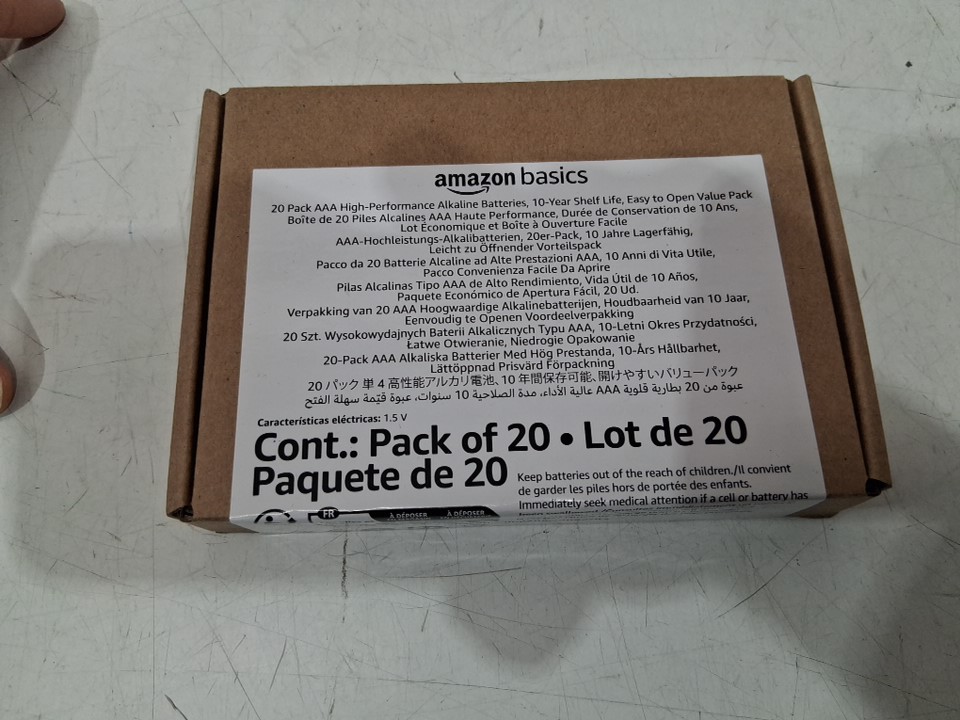 amazon basics
20 Pack AAA High-Performance Alkaline Batteries, 10-Year Shelf Life, Easy to Open Value Pack
Boîte de 20 Piles Alcalines AAA Haute Performance, Durée de Conservation de 10 Ans,
Lot Économique et Boîte à Ouverture Facile
AAA-Hochleistungs-Alkalibatterien, 20er-Pack, 10 Jahre Lagerfähig,
Leicht zu Öffnender Vorteilspack
Pacco da 20 Batterie Alcaline ad Alte Prestazioni AAA, 10 Anni di Vita Utile,
Pacco Convenienza Facile Da Aprire
Pilas Alcalinas Tipo AAA de Alto Rendimiento, Vida Útil de 10 Años,
Paquete Económico de Apertura Fácil, 20 Ud.
Verpakking van 20 AAA Hoogwaardige Alkalinebatterijen, Houdbaarheid van 10 Jaar,
Eenvoudig te Openen Voordeelverpakking
20 Szt. Wysokowydajnych Baterii Alkalicznych Typu AAA, 10-Letni Okres Przydatności,
Łatwe Otwieranie, Niedrogie Opakowanie
20-Pack AAA Alkaliska Batterier Med Hög Prestanda, 10-Års Hållbarhet,
Lättöppnad Prisvärd Förpackning
20 パック 単 4 高性能アルカリ電池、10 年間保存可能、開けやすいバリューパック
عبوة من 20 بطارية قلوية AAA عالية الأداء، مدة الصلاحية 10 سنوات، عبوة قيّمة سهلة الفتح
Características eléctricas: 1.5 V
Cont.: Pack of 20 • Lot de 20
Paquete de 20
Keep batteries out of the reach of children./Il convient
de garder les piles hors de portée des enfants.
Immediately seek medical attention if a cell or battery has
FR
À DÉPOSER
À DÉPOSER